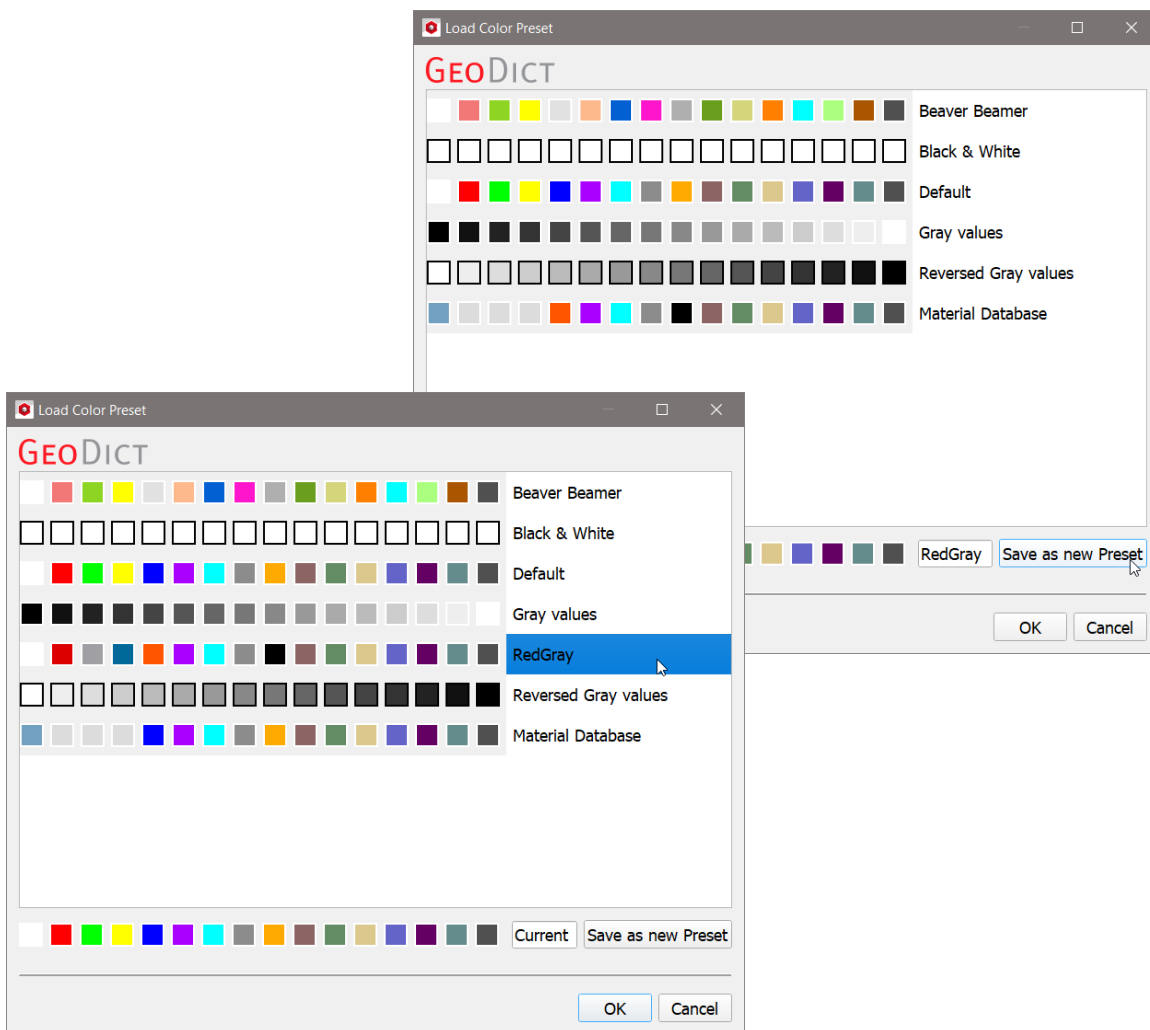 Load Color Preset
GEODICT
Beaver Beamer
Black & White
Default
Gray values
Reversed Gray values
Material Database
RedGray
Save as new Preset
OK
Cancel
Load Color Preset
GEODICT
Beaver Beamer
Black & White
Default
Gray values
RedGray
Reversed Gray values
Material Database
Current
Save as new Preset
OK
Cancel